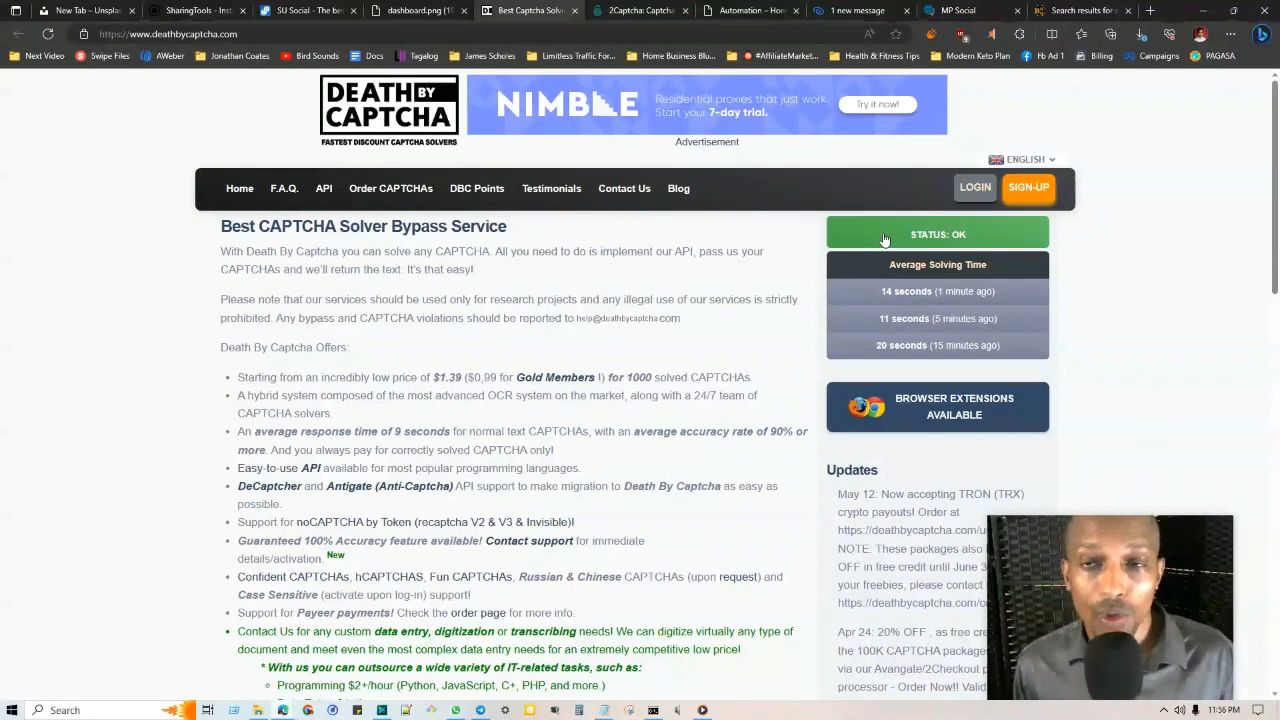 MP SharingTools - Inst
dashboard.png (19
Best Captcha Solv
2Captcha: Captcha
Automation – Hom
1 message
MP Social
Search results fo
https://www.deathbycaptcha.com
Next Video
Swipe Files
AWeber
Jonathan Coates
Bird Sounds
Docs
Tagalog
James Scholes
Limitless Traffic For...
Home Business Blu...
#AffiliateMarket...
Health & Fitness Tips
Modern Keto Plan
Fb Ad 1
Billing
Campaigns
PAGASA
DEATH BY
CAPTCHA
FASTEST DISCOUNT CAPTCHA SOLVERS
NIMBLE
Residential proxies that just work
Start your 7-day trial.
Try it now!
Advertisement
ENGLISH
Home F.A.Q. API Order CAPTCHAs DBC Points Testimonials Contact Us Blog
LOGIN SIGN-UP
Best CAPTCHA Solver Bypass Service
With Death By Captcha you can solve any CAPTCHA. All you need to do is implement our API, pass us your
CAPTCHAs and we'll return the text. It's that easy!
Please note that our services should be used only for research projects and any illegal use of our services is strictly
prohibited. Any bypass and CAPTCHA violations should be reported to help@deathbycaptcha com
Death By Captcha Offers:
Starting from an incredibly low price of $1.39 ($0,99 for Gold Members !) for 1000 solved CAPTCHAs.
A hybrid system composed of the most advanced OCR system on the market, along with a 24/7 team of
CAPTCHA solvers.
An average response time of 9 seconds for normal text CAPTCHAs, with an average accuracy rate of 90% or
more. And you always pay for correctly solved CAPTCHA only!
Easy-to-use API available for most popular programming languages.
DeCaptcher and Antigate (Anti-Captcha) API support to make migration to Death By Captcha as easy as
possible.
Support for noCAPTCHA by Token (recaptcha V2 & V3 & Invisible)!
Guaranteed 100% Accuracy feature available! Contact support for immediate
details/activation. New
Confident CAPTCHAs, hCAPTCHAS, Fun CAPTCHAs, Russian & Chinese CAPTCHAs (upon request) and
Case Sensitive (activate upon log-in) support!
Support for Payeer payments! Check the order page for more info.
Contact Us for any custom data entry, digitization or transcribing needs! We can digitize virtually any type of
document and meet even the most complex data entry needs for an extremely competitive low price!
* With us you can outsource a wide variety of IT-related tasks, such as:
Programming $2+/hour (Python, JavaScript, C+, PHP, and more.)
STATUS: OK
Average Solving Time
14 seconds (1 minute ago)
11 seconds (5 minutes ago)
20 seconds (15 minutes ago)
BROWSER EXTENSIONS
AVAILABLE
Updates
May 12: Now accepting TRON (TRX)
crypto payouts! Order at
https://deathbycaptcha.com/u
NOTE: These packages also
OFF in free credit until June 3
your freebies, please contact
https://deathbycaptcha.com/c
Apr 24: 20% OFF , as free cre
the 100K CAPTCHA package
via our Avangate/2Checkout p
processor - Order Now!! Valid
Search
11:56 PM